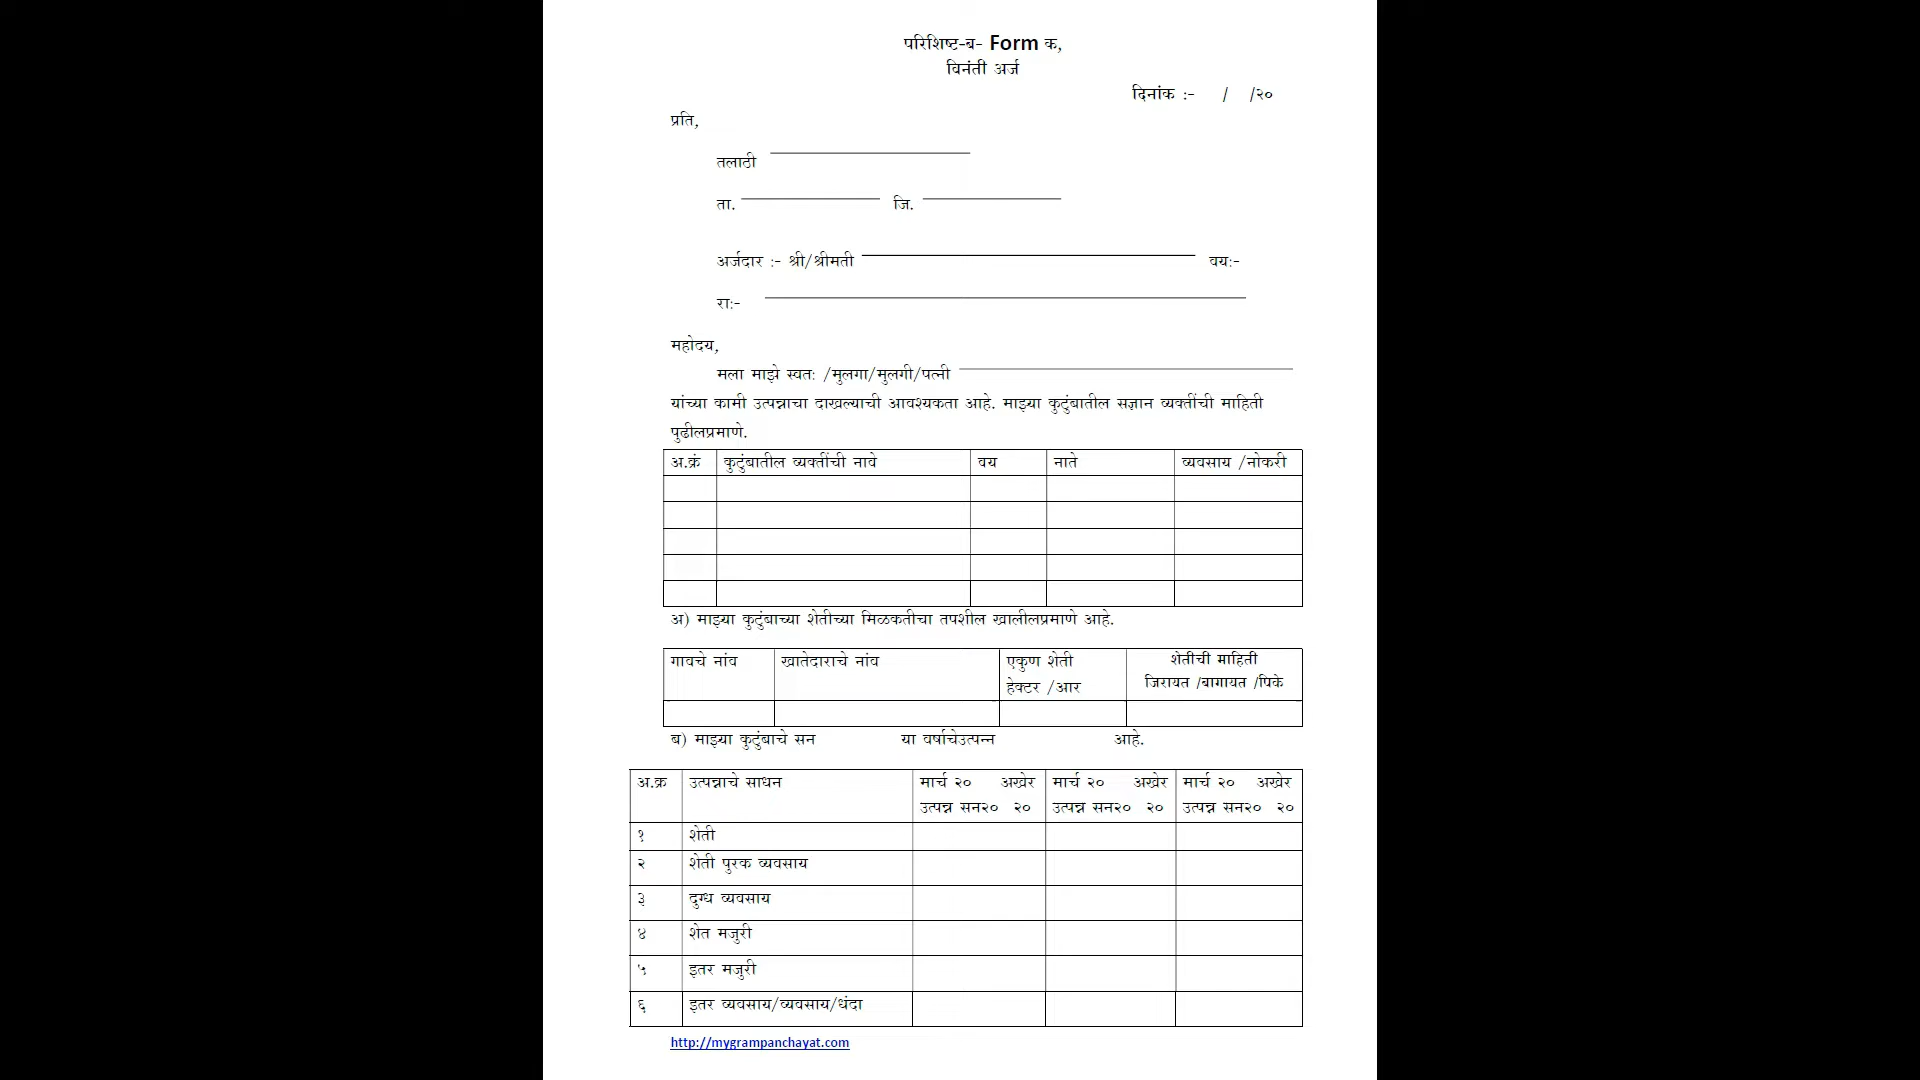 परिशिष्ट-ब- Form क,
विनंती अर्ज
दिनांक :- / /२०
प्रति,
तलाठी
ता. जि.
अर्जदार :- श्री/श्रीमती वय:-
रा:-
महोदय,
मला माझे स्वतः /मुलगा/मुलगी/पत्नी
यांच्या कामी उत्पन्नाचा दाखल्याची आवश्यकता आहे. माझ्या कुटुंबातील सज्ञान व्यक्तींची माहिती
पुढीलप्रमाणे.
अ.क्रं कुटुंबातील व्यक्तींची नावे वय नाते व्यवसाय /नोकरी
अ) माझ्या कुटुंबाच्या शेतीच्या मिळकतीचा तपशील खालीलप्रमाणे आहे.
गावचे नांव खातेदाराचे नांव एकुण शेती शेतीची माहिती
हेक्टर /आर जिरायत /बागायत /पिके
ब) माझ्या कुटुंबाचे सन या वर्षाचेउत्पन्न आहे.
अ.क्र उत्पन्नाचे साधन मार्च २० अखेर मार्च २० अखेर मार्च २० अखेर
उत्पन्न सन२० २० उत्पन्न सन२० २० उत्पन्न सन२० २०
१ शेती
२ शेती पुरक व्यवसाय
३ दुग्ध व्यवसाय
४ शेत मजुरी
५ इतर मजुरी
६ इतर व्यवसाय/व्यवसाय/धंदा
http://mygrampanchayat.com